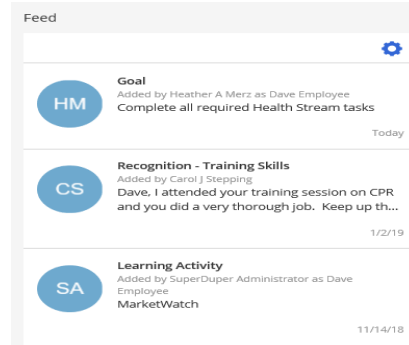 Feed
HM
Goal
Added by Heather A Merz as Dave Employee
Complete all required Health Stream tasks
Today
CS
Recognition - Training Skills
Added by Carol J Stepping
Dave, I attended your training session on CPR
and you did a very thorough job.  Keep up th...
1/2/19
SA
Learning Activity
Added by SuperDuper Administrator as Dave
Employee
MarketWatch
11/14/18